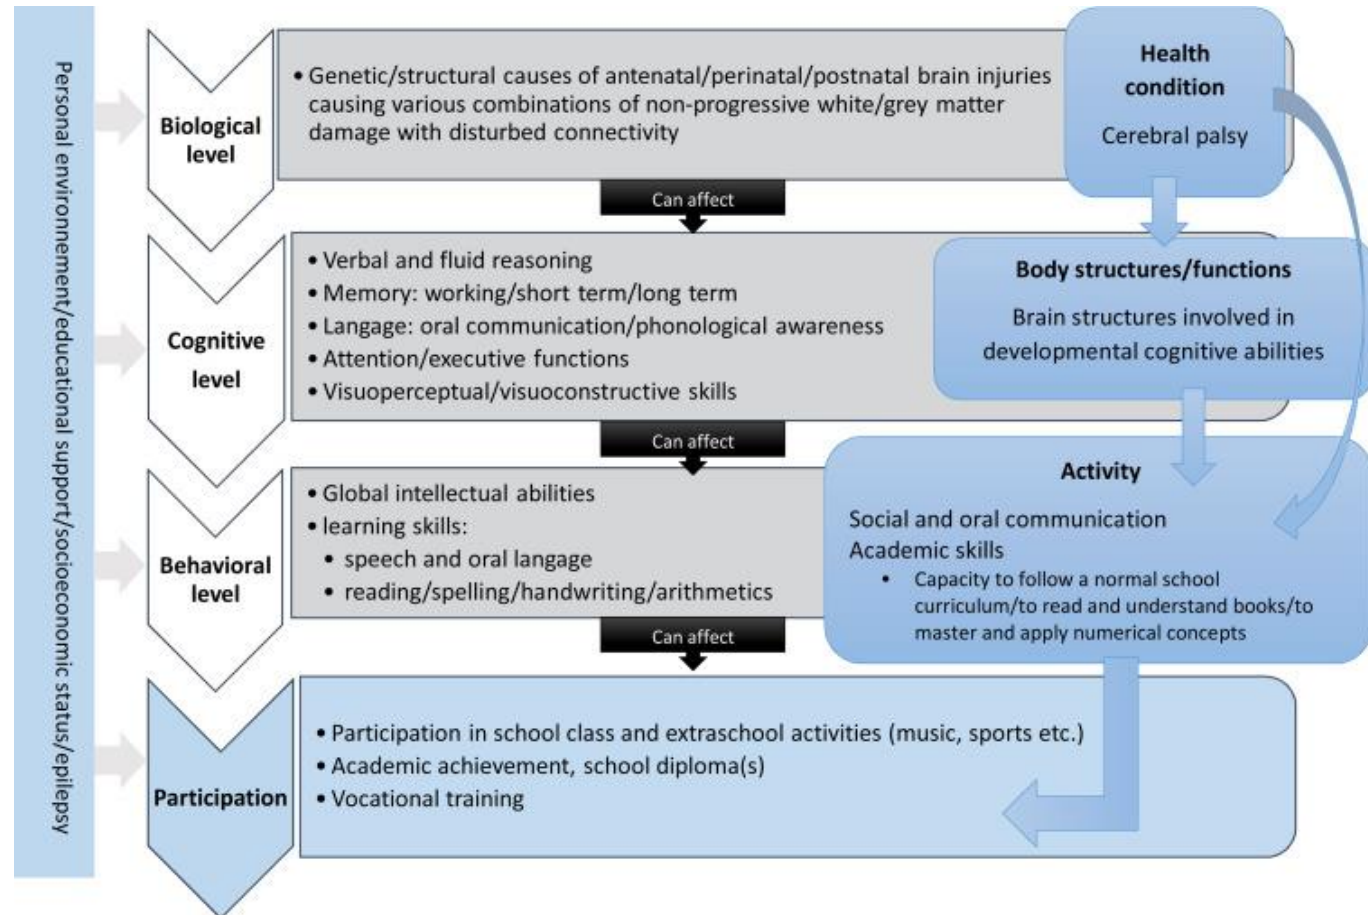 Personal environnement/educational support/socioeconomic status/epilepsy
Biological
level
• Genetic/structural causes of antenatal/perinatal/postnatal brain injuries
causing various combinations of non-progressive white/grey matter
damage with disturbed connectivity
Health
condition
Cerebral palsy
Can affect
Cognitive
level
• Verbal and fluid reasoning
• Memory: working/short term/long term
• Langage: oral communication/phonological awareness
• Attention/executive functions
• Visuoperceptual/visuoconstructive skills
Body structures/functions
Brain structures involved in
developmental cognitive abilities
Can affect
Behavioral
level
• Global intellectual abilities
• learning skills:
• speech and oral langage
• reading/spelling/handwriting/arithmetics
Activity
Social and oral communication
Academic skills
• Capacity to follow a normal school
curriculum/to read and understand books/to
master and apply numerical concepts
Can affect
Participation
• Participation in school class and extraschool activities (music, sports etc.)
• Academic achievement, school diploma(s)
• Vocational training